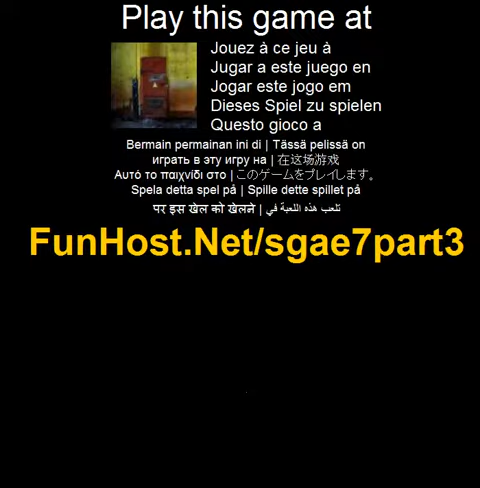 Play this game at
Jouez à ce jeu à
Jugar a este juego en
Jogar este jogo em
Dieses Spiel zu spielen
Questo gioco a
Bermain permainan ini di | Tässä pelissä on
играть в эту игру на | 在这场游戏
Αυτό το παιχνίδι στο | このゲームをプレイします。
Spela detta spel på | Spille dette spillet på
पर इस खेल को खेलने | تلعب هذه اللعبة في
FunHost.Net/sgae7part3